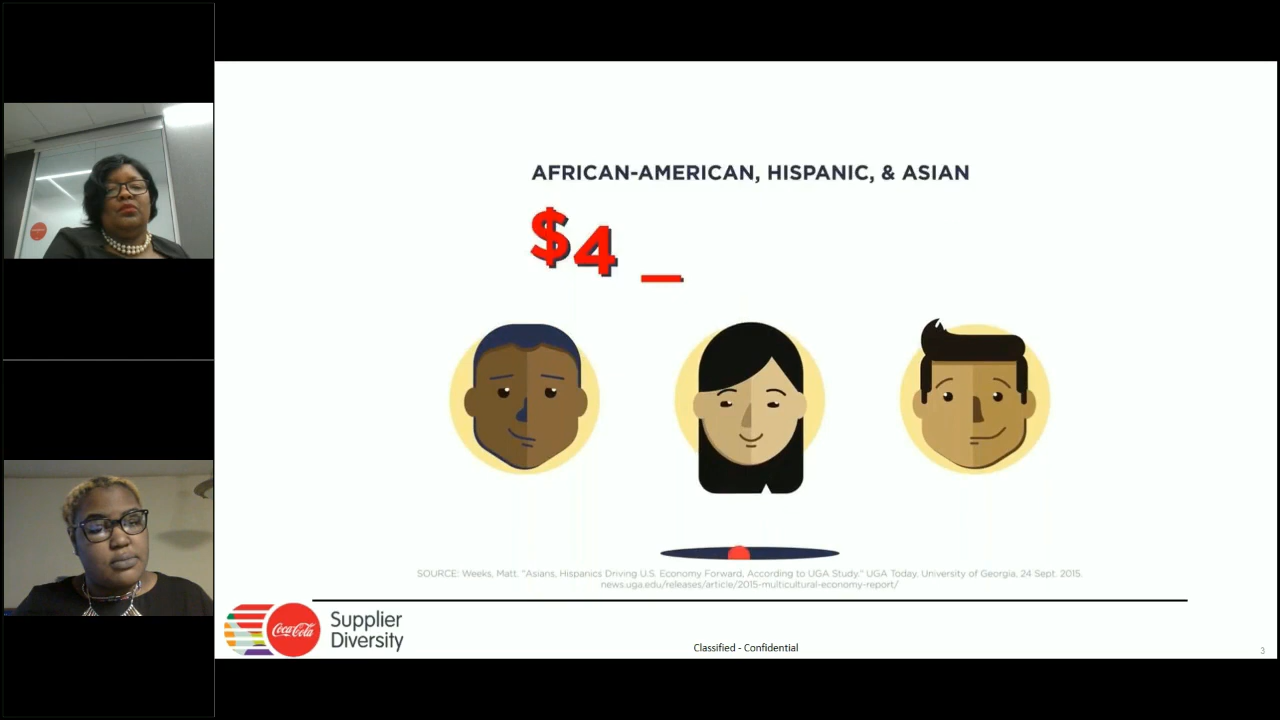 AFRICAN-AMERICAN, HISPANIC, & ASIAN
$4 _
SOURCE: Weeks, Matt. "Asians, Hispanics Driving U.S. Economy Forward, According to UGA Study." UGA Today. University of Georgia, 24 Sept. 2015.
news.uga.edu/releases/article/2015-multicultural-economy-report/
Coca-Cola
Supplier
Diversity
Classified - Confidential
3